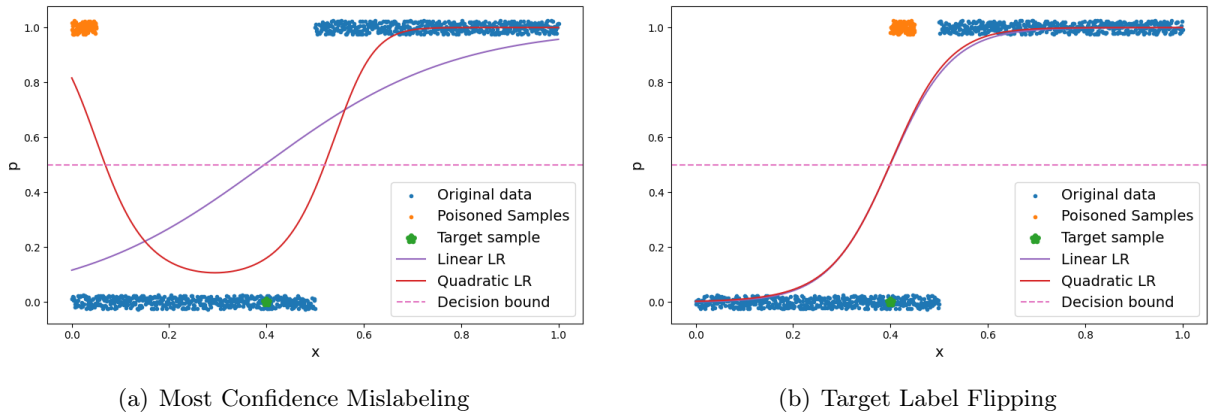 1.0
0.8
0.6
0.4
0.2
0.0
p
0.0 0.2 0.4 0.6 0.8 1.0
x
Original data
Poisoned Samples
Target sample
Linear LR
Quadratic LR
Decision bound
(a) Most Confidence Mislabeling
1.0
0.8
0.6
0.4
0.2
0.0
p
0.0 0.2 0.4 0.6 0.8 1.0
x
Original data
Poisoned Samples
Target sample
Linear LR
Quadratic LR
Decision bound
(b) Target Label Flipping